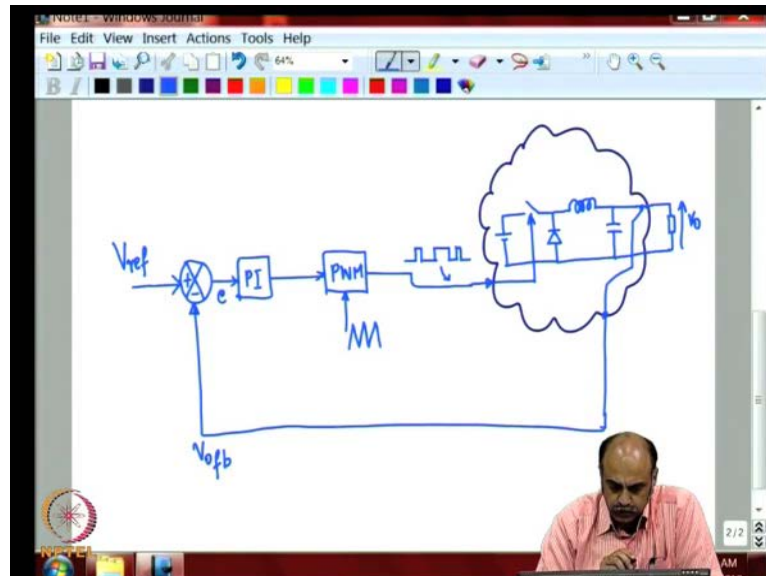 Note1 - Windows Journal
File Edit View Insert Actions Tools Help
64%
B I
Vref
+
-
e
PI
PWM
Vo
Vofb
2/2
NPTEL
AM